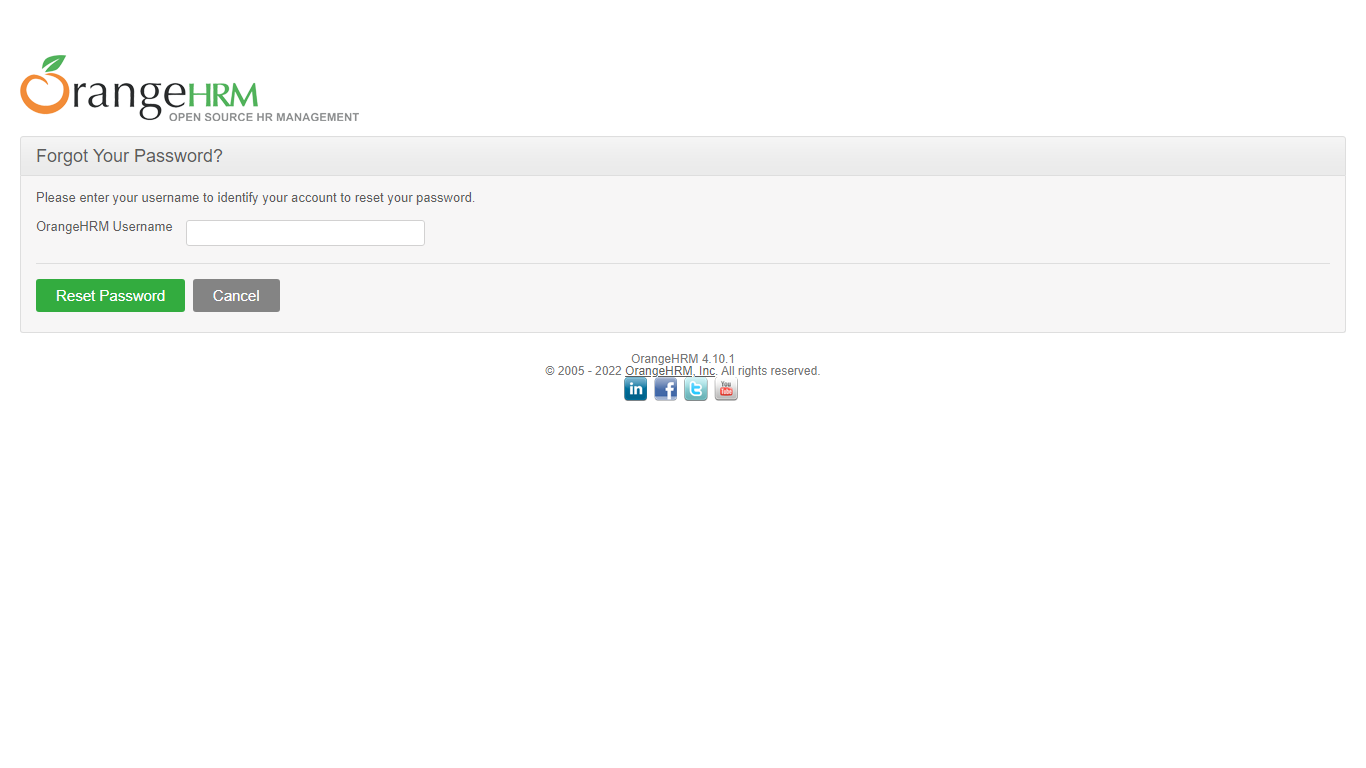 OrangeHRM
OPEN SOURCE HR MANAGEMENT
Forgot Your Password?
Please enter your username to identify your account to reset your password.
OrangeHRM Username
Reset Password Cancel
OrangeHRM 4.10.1
© 2005 - 2022 OrangeHRM, Inc. All rights reserved.
in f t You Tube